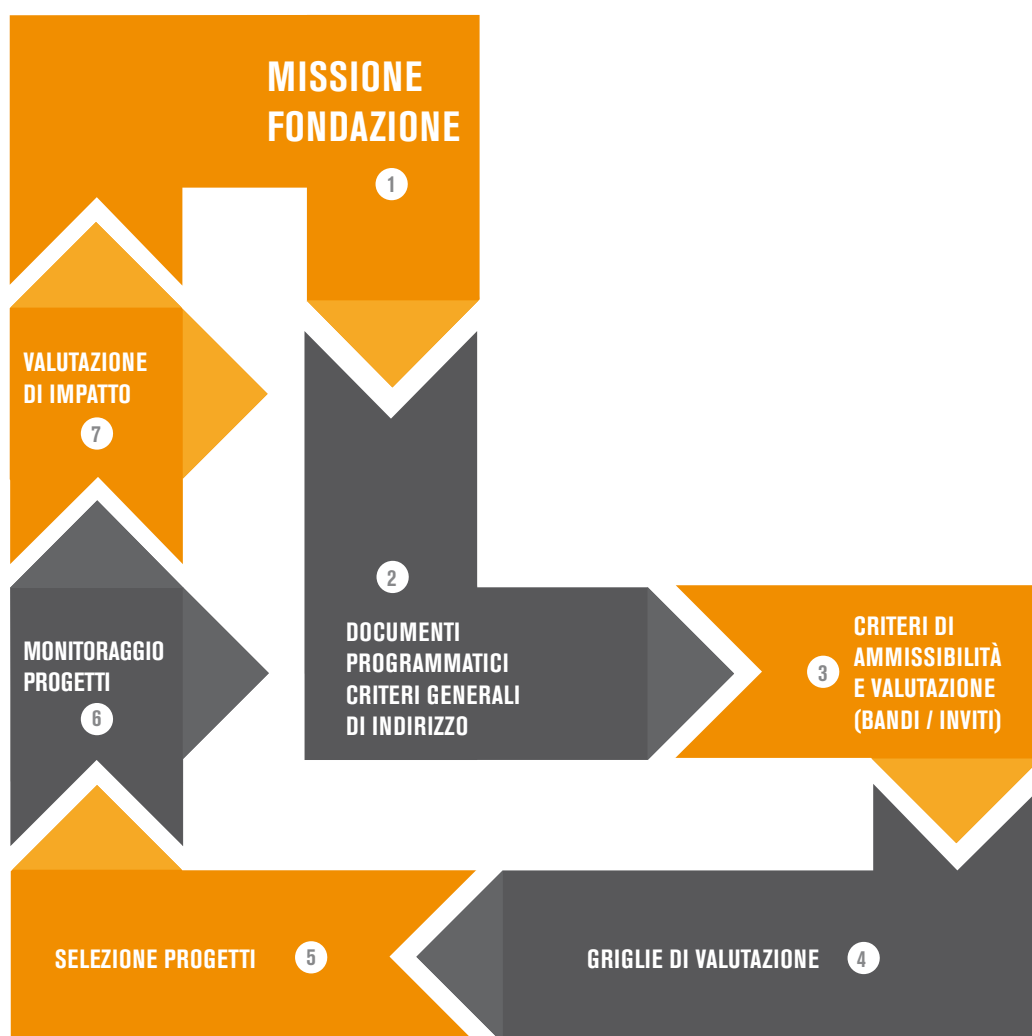 MISSIONE
FONDAZIONE
1
2
DOCUMENTI
PROGRAMMATICI
CRITERI GENERALI
DI INDIRIZZO
3
CRITERI DI
AMMISSIBILITÀ
E VALUTAZIONE
(BANDI / INVITI)
GRIGLIE DI VALUTAZIONE 4
SELEZIONE PROGETTI 5
MONITORAGGIO
PROGETTI
6
VALUTAZIONE
DI IMPATTO
7